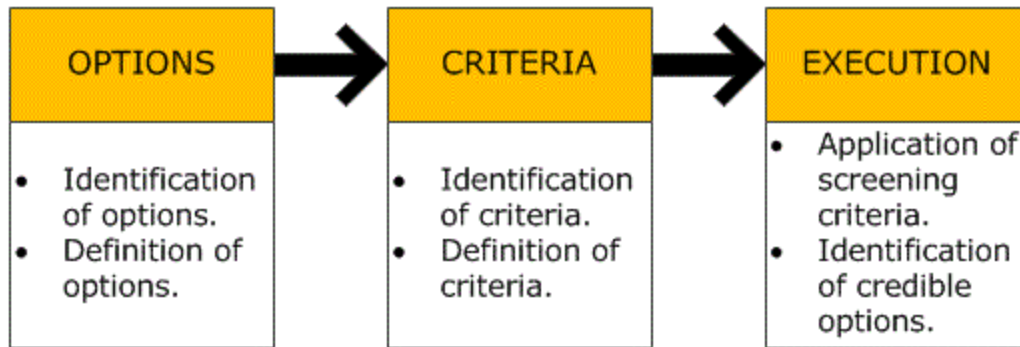 OPTIONS
• Identification
of options.
• Definition of
options.
CRITERIA
• Identification
of criteria.
• Definition of
criteria.
EXECUTION
• Application of
screening
criteria.
• Identification
of credible
options.